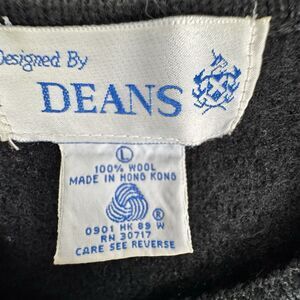 Designed By
DEANS
L
100% WOOL
MADE IN HONG KONG
®
0901 HK 89 W
RN 30717
CARE SEE REVERSE